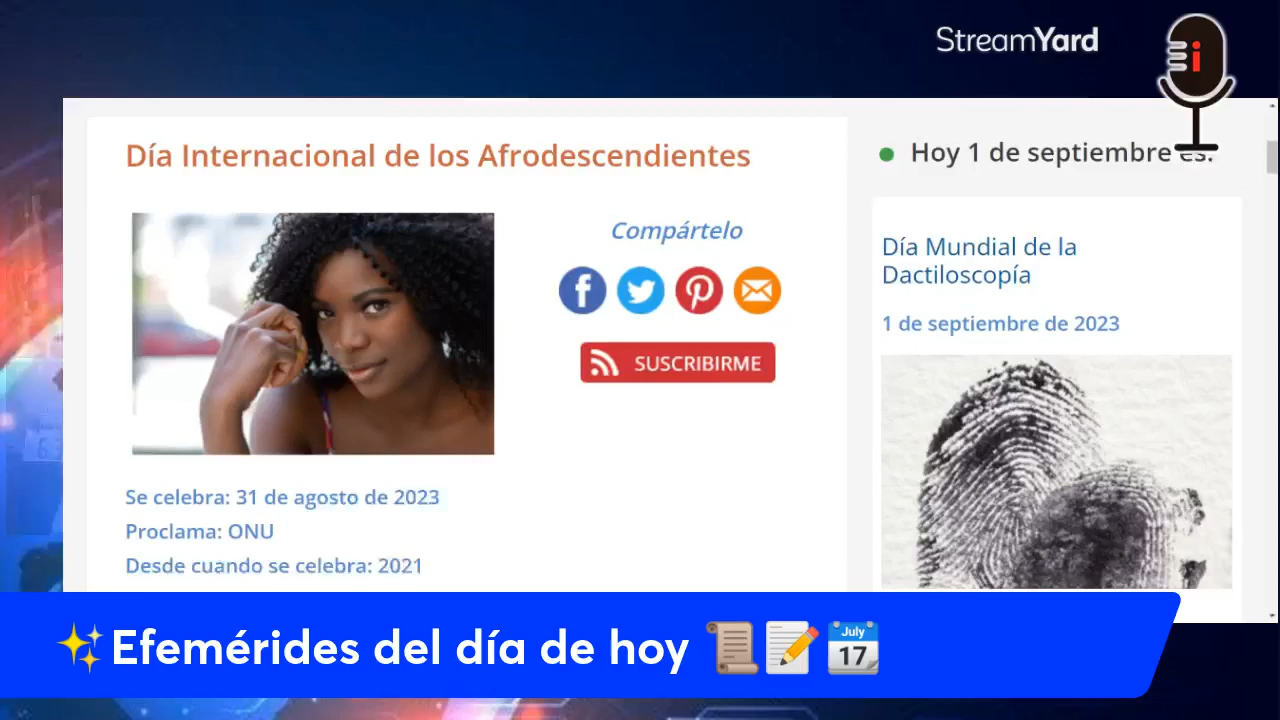 StreamYard
i
Día Internacional de los Afrodescendientes
Hoy 1 de septiembre es:
Compártelo
SUSCRIBIRME
Se celebra: 31 de agosto de 2023
Proclama: ONU
Desde cuando se celebra: 2021
Día Mundial de la
Dactiloscopía
1 de septiembre de 2023
✨Efemérides del día de hoy 📜📝
July
17